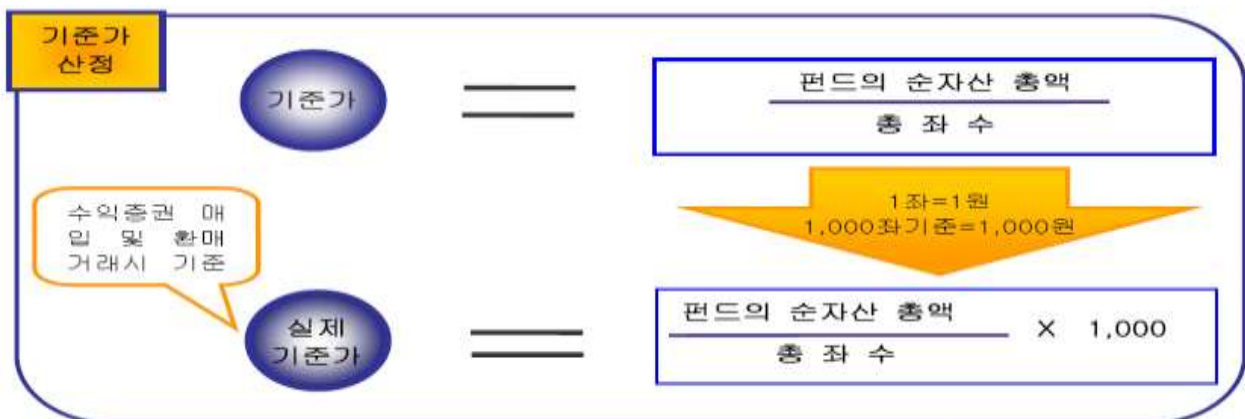 기준가
산정
기준가
펀드의 순자산 총액
총 좌 수
1좌=1원
1,000좌기준=1,000원
수익증권 매
입 및 환매
거래시 기준
실제
기준가
펀드의 순자산 총액
총 좌 수
× 1,000